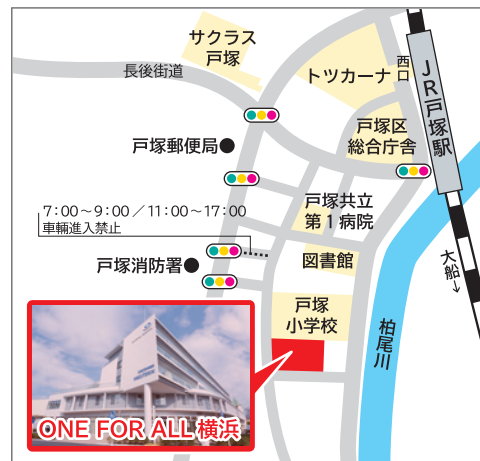 サクラス
戸塚
長後街道
トツカーナ
西口
JR戸塚駅
戸塚区
総合庁舎
戸塚郵便局
戸塚共立
第1病院
7:00～9:00／11:00～17:00
車輌進入禁止
図書館
戸塚消防署
大船→
戸塚
小学校
柏尾川
ONE FOR ALL 横浜